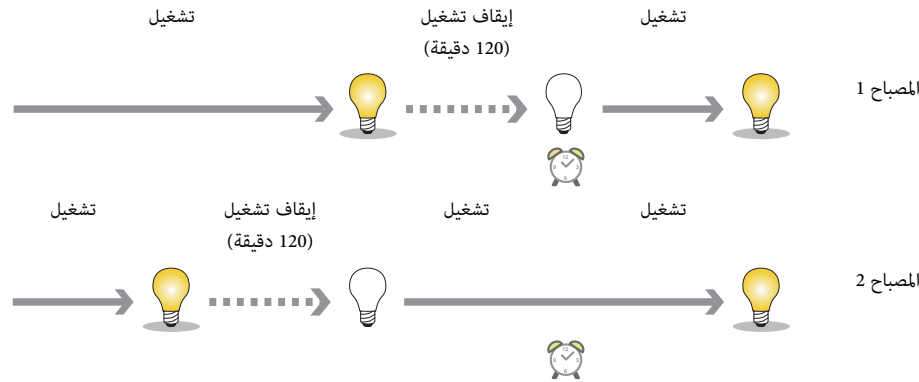 تشغيل
إيقاف تشغيل
(120 دقيقة)
تشغيل
المصباح 1
تشغيل
إيقاف تشغيل
(120 دقيقة)
تشغيل
تشغيل
المصباح 2